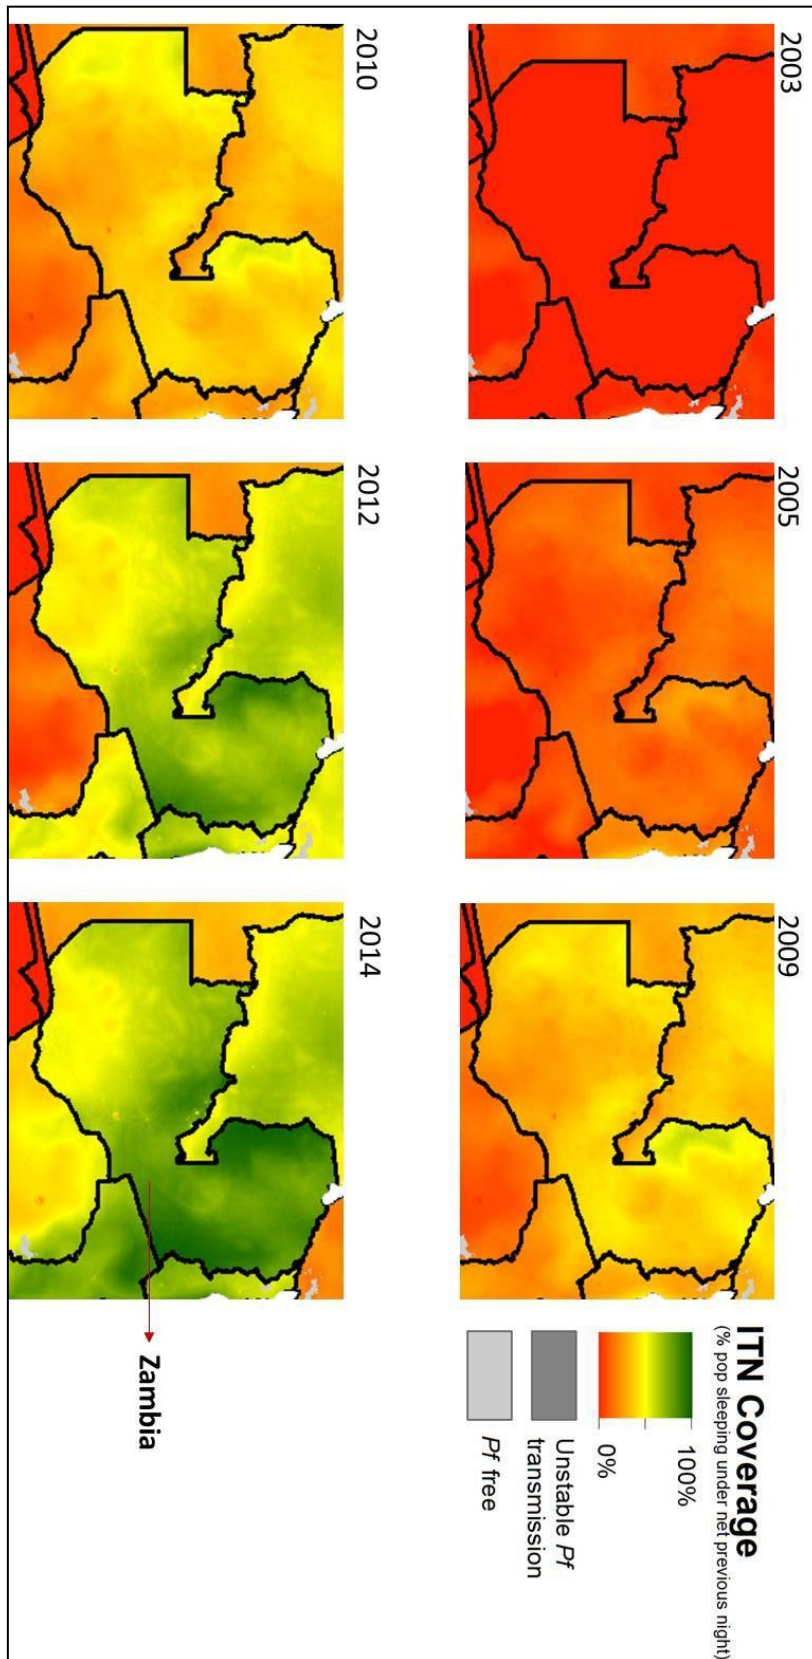 2003
2005
2009
ITN Coverage
(% pop sleeping under net previous night)
100%
0%
Unstable Pf
transmission
Pf free
2010
2012
2014
Zambia